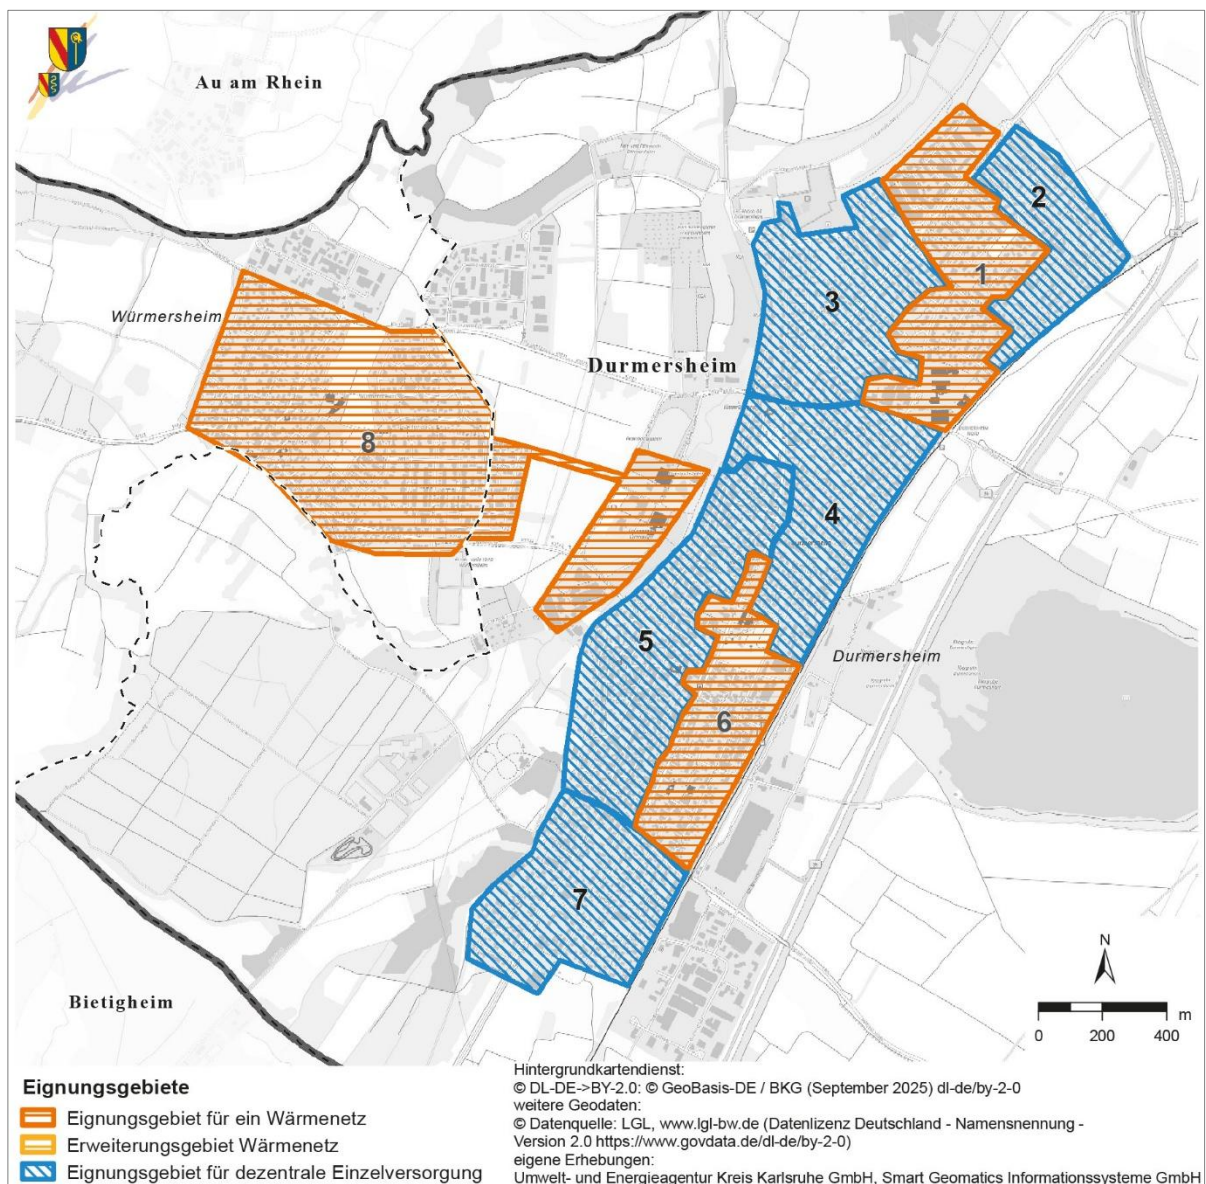 Au am Rhein
2
1
3
Würmersheim
Durmersheim
8
4
5
Durmersheim
6
7
N
Bietigheim
0 200 400 m
Eignungsgebiete
Eignungsgebiet für ein Wärmenetz
Erweiterungsgebiet Wärmenetz
Eignungsgebiet für dezentrale Einzelversorgung
Hintergrundkartendienst:
© DL-DE->BY-2.0: © GeoBasis-DE / BKG (September 2025) dl-de/by-2-0
weitere Geodaten:
© Datenquelle: LGL, www.lgl-bw.de (Datenlizenz Deutschland - Namensnennung -
Version 2.0 https://www.govdata.de/dl-de/by-2-0)
eigene Erhebungen:
Umwelt- und Energieagentur Kreis Karlsruhe GmbH, Smart Geomatics Informationssysteme GmbH